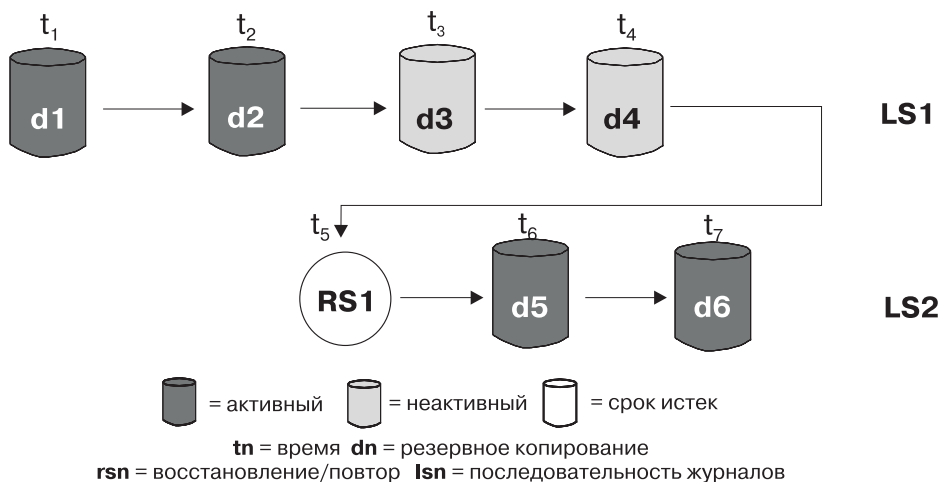 t₁ t₂ t₃ t₄
d1 d2 d3 d4 LS1
t₅ t₆ t₇
RS1 d5 d6 LS2
= активный = неактивный = срок истек
tn = время dn = резервное копирование
rsn = восстановление/повтор lsn = последовательность журналов